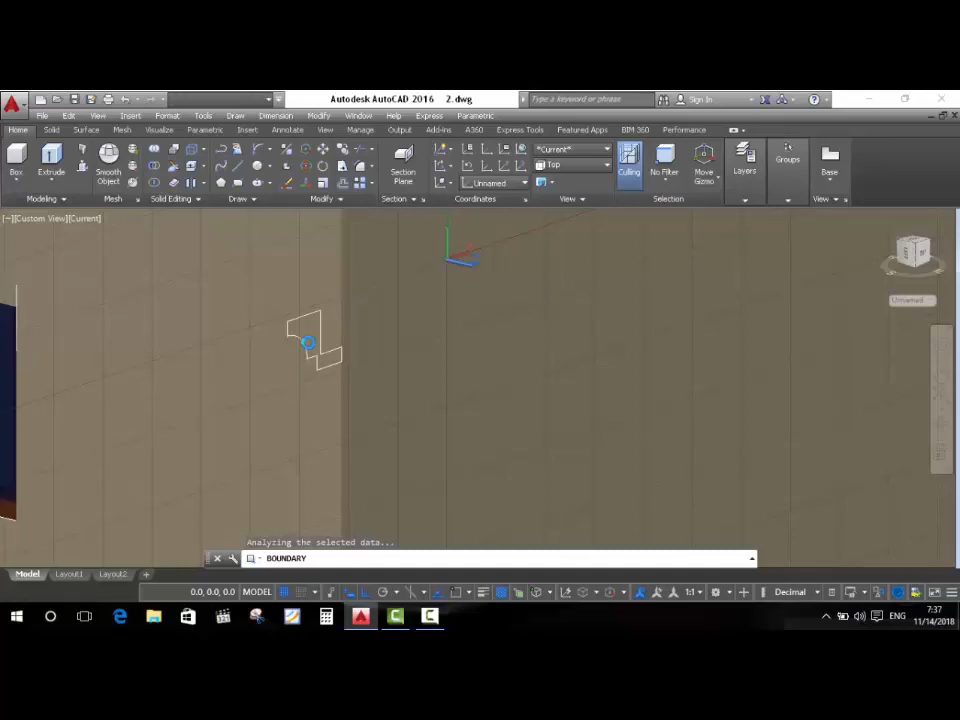 Autodesk AutoCAD 2016   2.dwg
Type a keyword or phrase
Sign In
File Edit View Insert Format Tools Draw Dimension Modify Window Help Express Parametric
Home Solid Surface Mesh Visualize Parametric Insert Annotate View Manage Output Add-ins A360 Express Tools Featured Apps BIM 360 Performance
*Current*
Top
Unnamed
Box Extrude Smooth Object Section Plane Culling No Filter Move Gizmo Layers Groups Base
Modeling Mesh Solid Editing Draw Modify Section Coordinates View Selection View
[−][Custom View][Current]
Unnamed
Analyzing the selected data...
BOUNDARY
Model Layout1 Layout2 +
0.0, 0.0, 0.0 MODEL 1:1 Decimal
ENG
7:37
11/14/2018